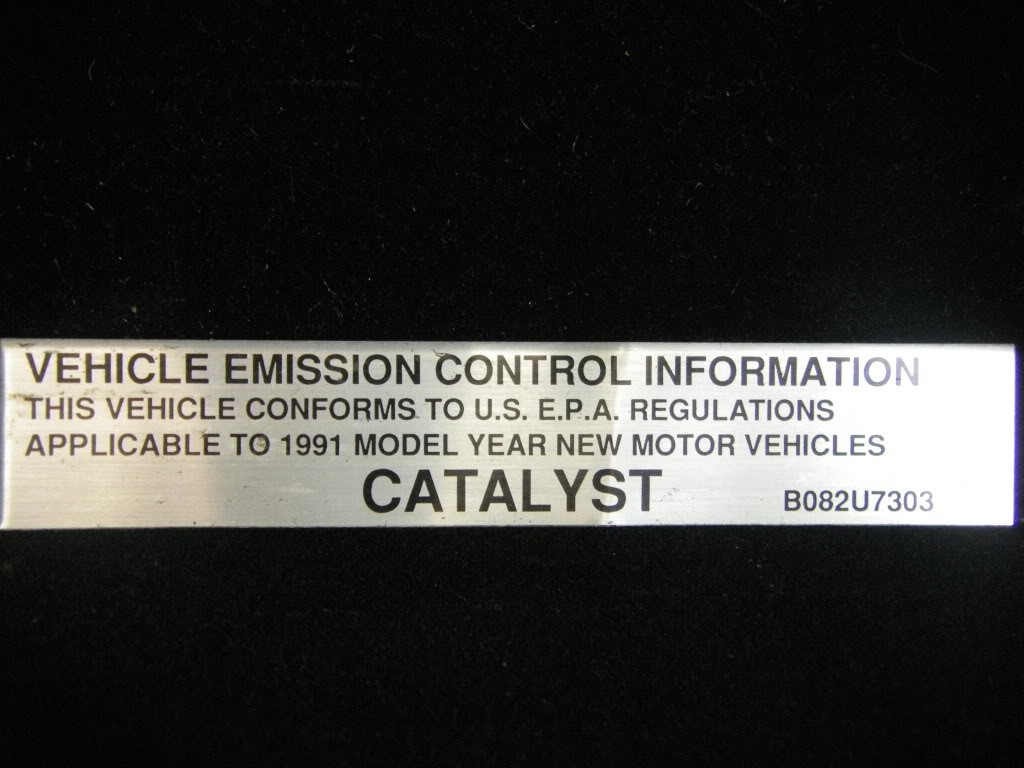 VEHICLE EMISSION CONTROL INFORMATION
THIS VEHICLE CONFORMS TO U.S. E.P.A. REGULATIONS
APPLICABLE TO 1991 MODEL YEAR NEW MOTOR VEHICLES
CATALYST B082U7303